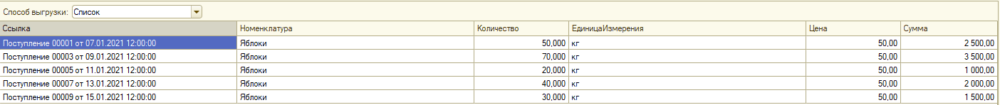 Способ выгрузки: Список
Ссылка Номенклатура Количество ЕдиницаИзмерения Цена Сумма
Поступление 00001 от 07.01.2021 12:00:00 Яблоки 50,000 кг 50,00 2 500,00
Поступление 00003 от 09.01.2021 12:00:00 Яблоки 70,000 кг 50,00 3 500,00
Поступление 00005 от 11.01.2021 12:00:00 Яблоки 20,000 кг 50,00 1 000,00
Поступление 00007 от 13.01.2021 12:00:00 Яблоки 40,000 кг 50,00 2 000,00
Поступление 00009 от 15.01.2021 12:00:00 Яблоки 30,000 кг 50,00 1 500,00